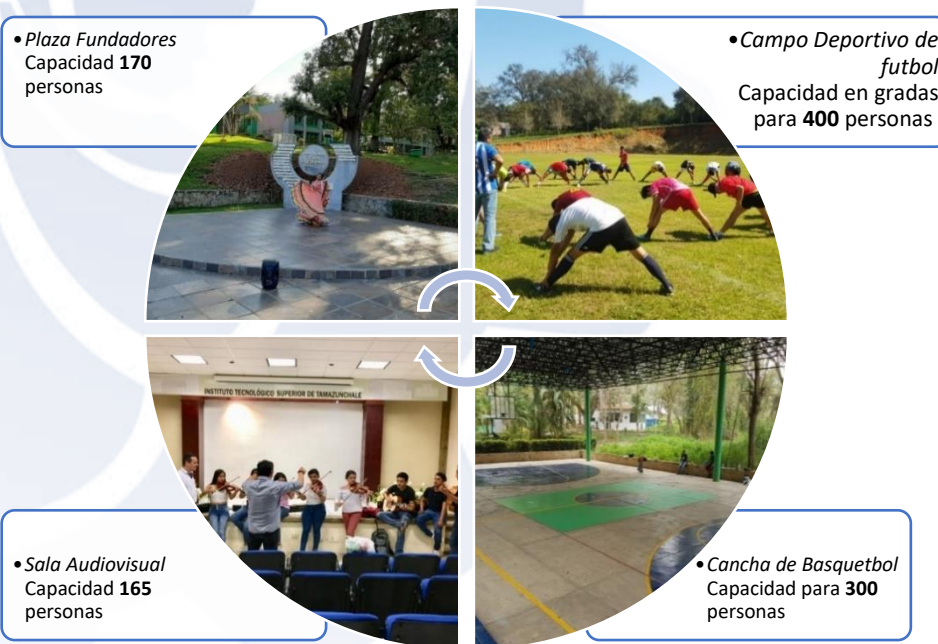 •Plaza Fundadores
Capacidad 170
personas
•Campo Deportivo de
futbol
Capacidad en gradas
para 400 personas
INSTITUTO TECNOLÓGICO SUPERIOR DE TAMAZUNCHALE
•Sala Audiovisual
Capacidad 165
personas
•Cancha de Basquetbol
Capacidad para 300
personas